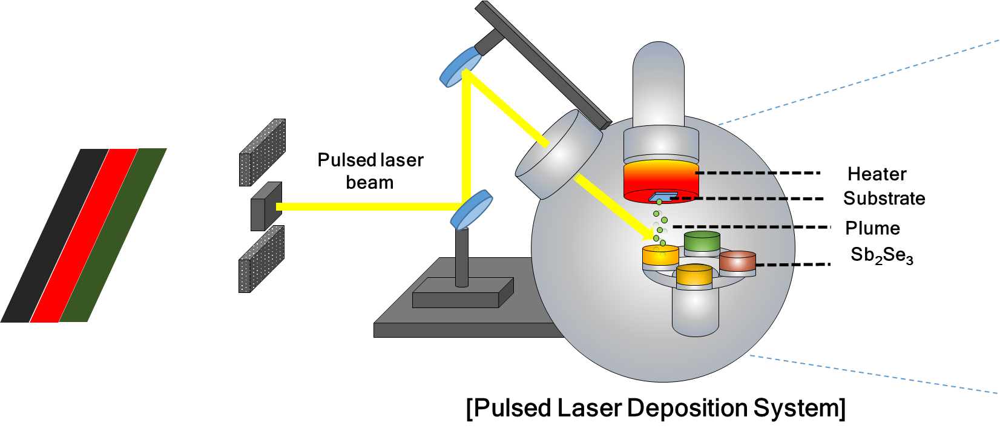 Pulsed laser
beam
Heater
Substrate
Plume
Sb₂Se₃
[Pulsed Laser Deposition System]